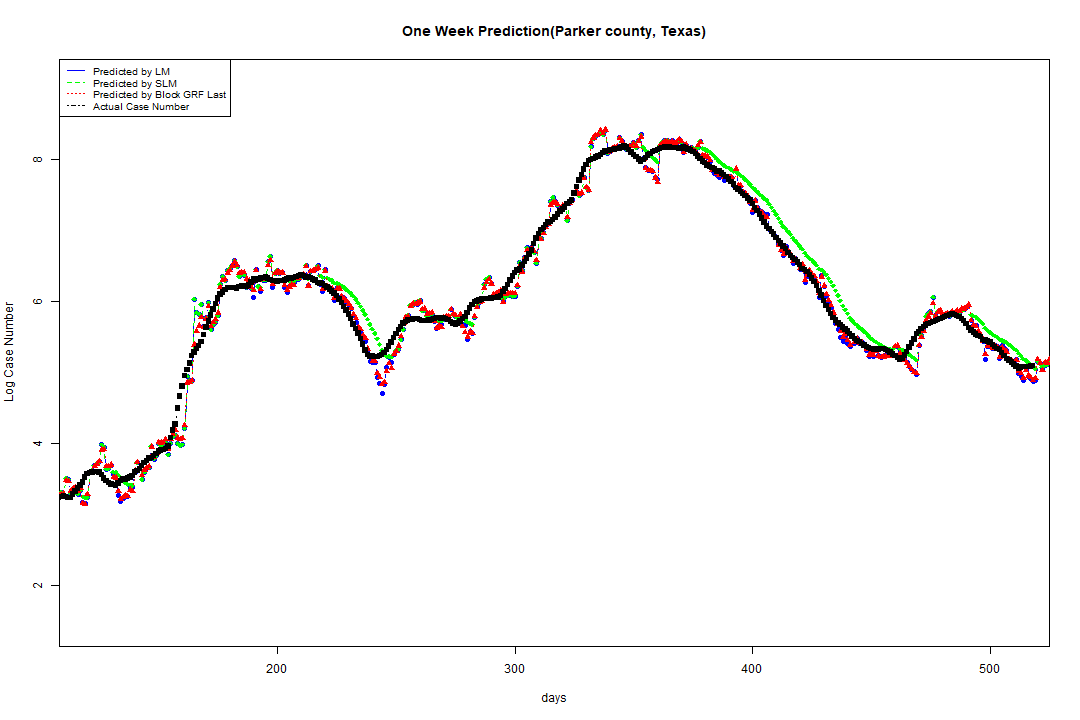 One Week Prediction(Parker county, Texas)
Predicted by LM
Predicted by SLM
Predicted by Block GRF Last
Actual Case Number
8
6
4
2
Log Case Number
200
300
400
500
days